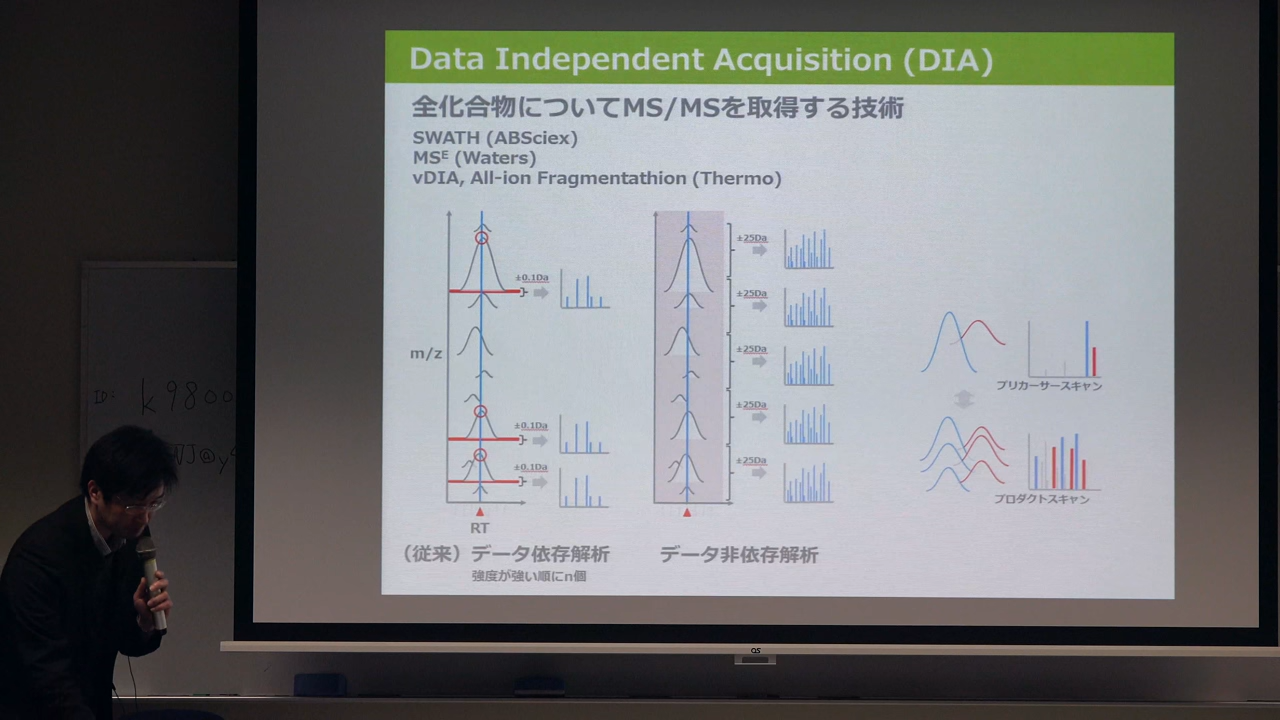 Data Independent Acquisition (DIA)
全化合物についてMS/MSを取得する技術
SWATH (ABSciex)
MSᴱ (Waters)
vDIA, All-ion Fragmentathion (Thermo)
±0.1Da
m/z
±0.1Da
±0.1Da
RT
(従来) データ依存解析
強度が強い順にn個
±25Da
±25Da
±25Da
±25Da
±25Da
データ非依存解析
プリカーサースキャン
プロダクトスキャン
ID: k9800
OS